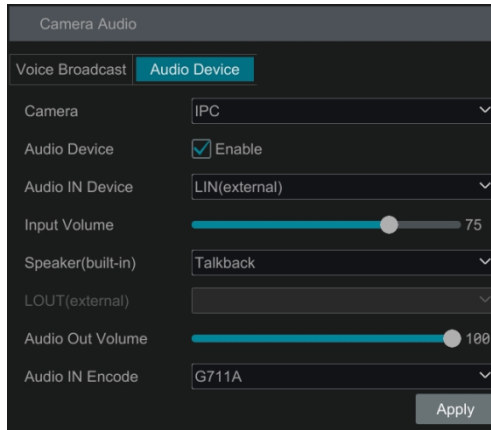 Camera Audio
Voice Broadcast Audio Device
Camera IPC
Audio Device Enable
Audio IN Device LIN(external)
Input Volume 75
Speaker(built-in) Talkback
LOUT(external)
Audio Out Volume 100
Audio IN Encode G711A
Apply